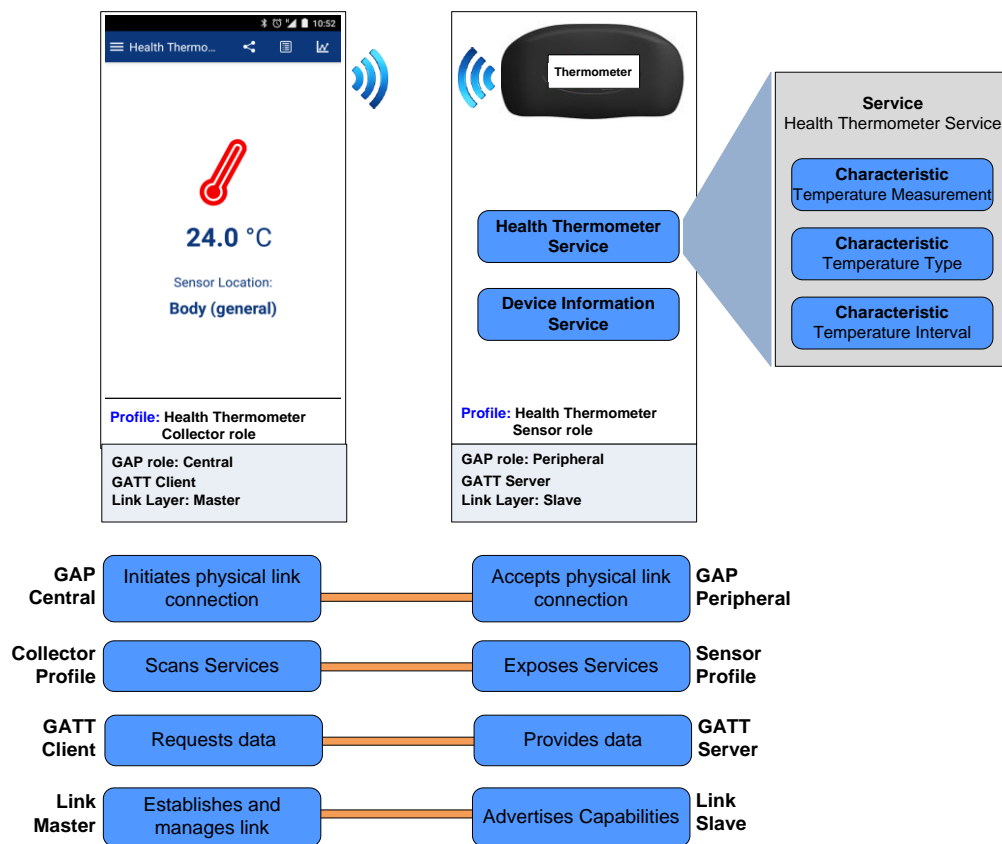 10:52
Health Thermo...
24.0 °C
Sensor Location:
Body (general)
Profile: Health Thermometer
Collector role
GAP role: Central
GATT Client
Link Layer: Master
Thermometer
Health Thermometer
Service
Device Information
Service
Profile: Health Thermometer
Sensor role
GAP role: Peripheral
GATT Server
Link Layer: Slave
Service
Health Thermometer Service
Characteristic
Temperature Measurement
Characteristic
Temperature Type
Characteristic
Temperature Interval
GAP
Central
Initiates physical link
connection
Accepts physical link
connection
GAP
Peripheral
Collector
Profile
Scans Services
Exposes Services
Sensor
Profile
GATT
Client
Requests data
Provides data
GATT
Server
Link
Master
Establishes and
manages link
Advertises Capabilities
Link
Slave